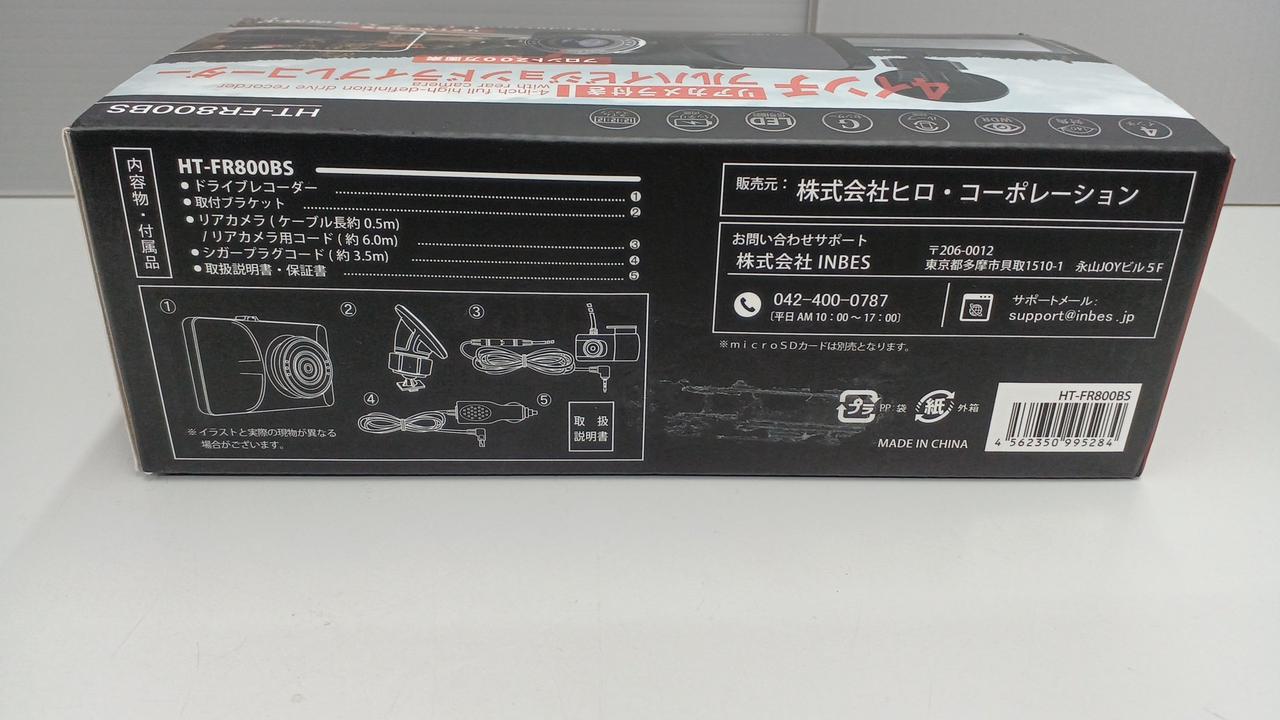 4インチ
リアカメラ付き!
フルハイビジョンドライブレコーダー
4-inch full high-definition drive recorder
with rear camera
HT-FR800BS
LED
G
WDR
4
内容物・付属品
HT-FR800BS
●ドライブレコーダー ①
●取付ブラケット ②
●リアカメラ ( ケーブル長約 0.5m)
/ リアカメラ用コード ( 約 6.0m) ③
●シガープラグコード ( 約 3.5m) ④
●取扱説明書・保証書 ⑤
① ② ③
④ ⑤
取 扱
説明書
※イラストと実際の現物が異なる
場合がございます。
販売元: 株式会社ヒロ・コーポレーション
お問い合わせサポート
株式会社 INBES
〒206-0012
東京都多摩市貝取1510-1 永山JOYビル５F
042-400-0787
〔平日 AM 10：00 〜 17：00〕
サポートメール:
support@inbes.jp
※microSDカードは別売となります。
プラ PP 袋 紙 外箱
MADE IN CHINA
HT-FR800BS
4 562350 995284